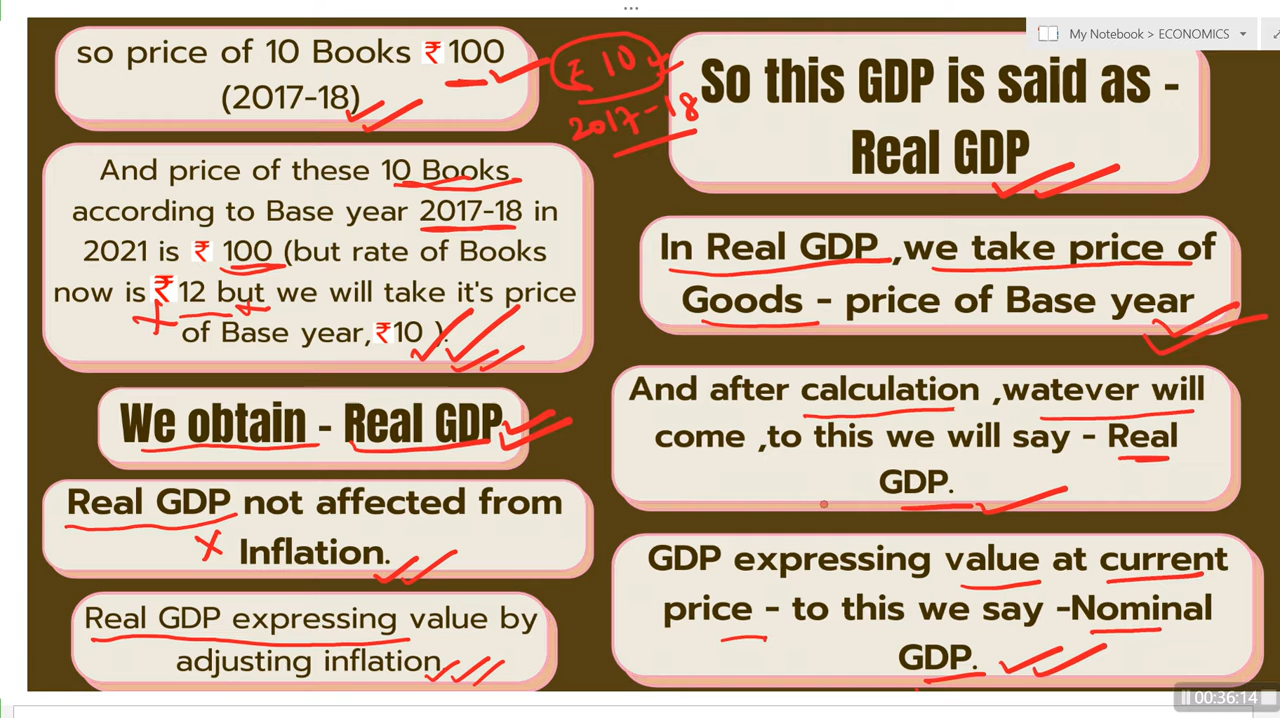 My Notebook > ECONOMICS
so price of 10 Books ₹100
(2017-18)
And price of these 10 Books
according to Base year 2017-18 in
2021 is ₹ 100 (but rate of Books
now is ₹12 but we will take it's price
of Base year,₹10 ).
We obtain - Real GDP
Real GDP not affected from
Inflation.
Real GDP expressing value by
adjusting inflation
₹ 10
2017-18
So this GDP is said as -
Real GDP
In Real GDP ,we take price of
Goods - price of Base year
And after calculation ,watever will
come ,to this we will say - Real
GDP.
GDP expressing value at current
price - to this we say -Nominal
GDP.
00:36:14